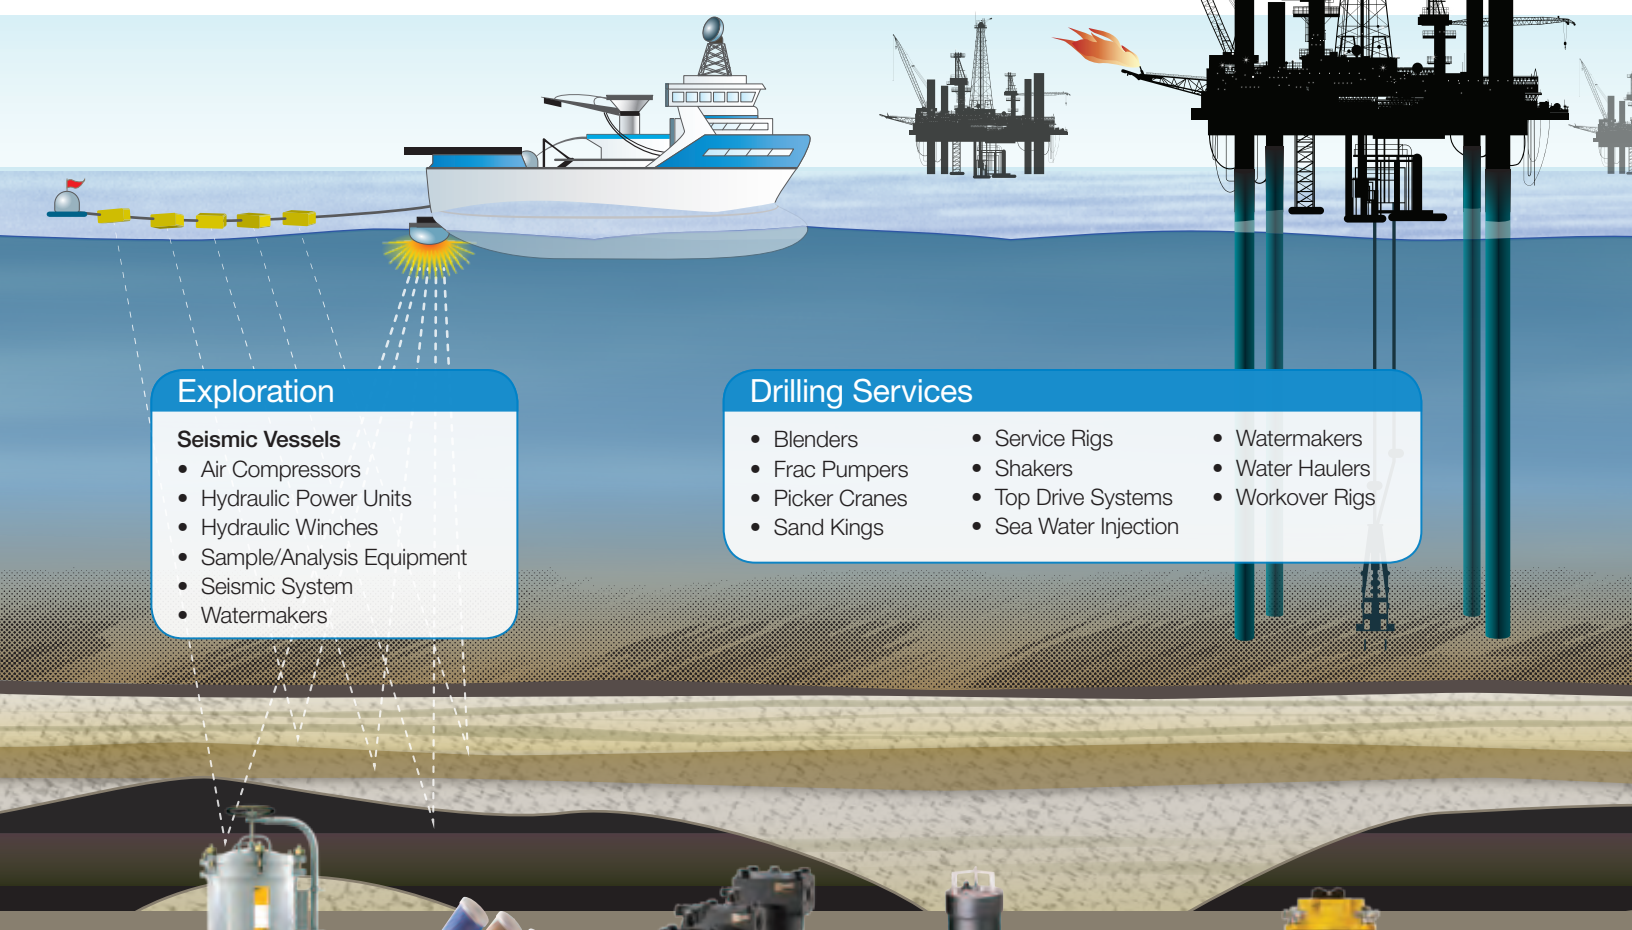 Exploration
Seismic Vessels
• Air Compressors
• Hydraulic Power Units
• Hydraulic Winches
• Sample/Analysis Equipment
• Seismic System
• Watermakers
Drilling Services
• Blenders
• Frac Pumpers
• Picker Cranes
• Sand Kings
• Service Rigs
• Shakers
• Top Drive Systems
• Sea Water Injection
• Watermakers
• Water Haulers
• Workover Rigs